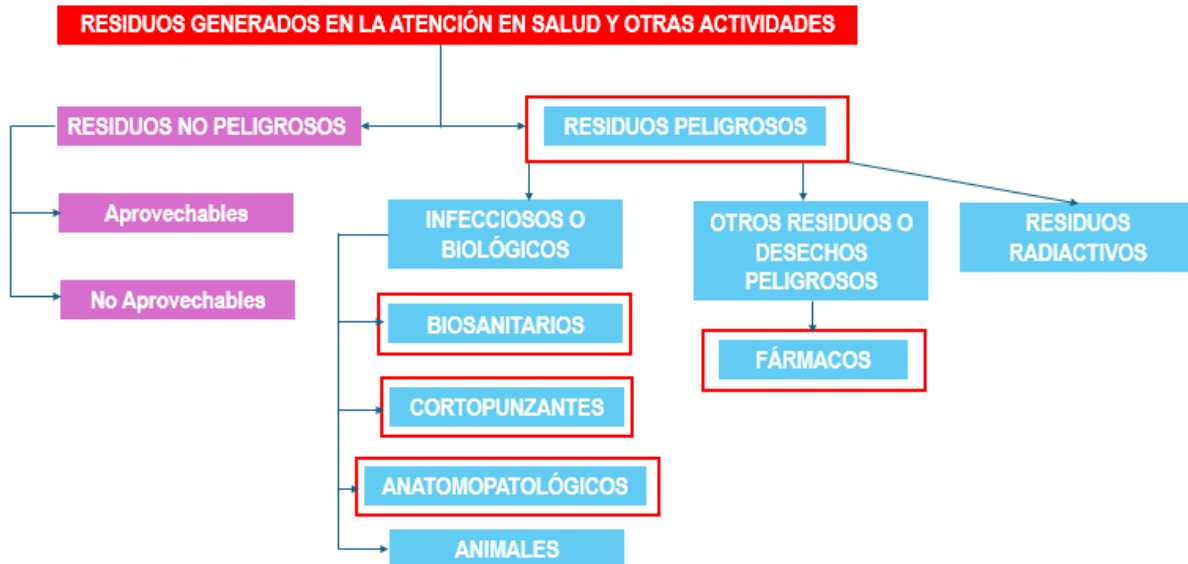 RESIDUOS GENERADOS EN LA ATENCIÓN EN SALUD Y OTRAS ACTIVIDADES
RESIDUOS NO PELIGROSOS
RESIDUOS PELIGROSOS
Aprovechables
No Aprovechables
INFECCIOSOS O
BIOLÓGICOS
BIOSANITARIOS
CORTOPUNZANTES
ANATOMOPATOLÓGICOS
ANIMALES
OTROS RESIDUOS O
DESECHOS
PELIGROSOS
FÁRMACOS
RESIDUOS
RADIACTIVOS